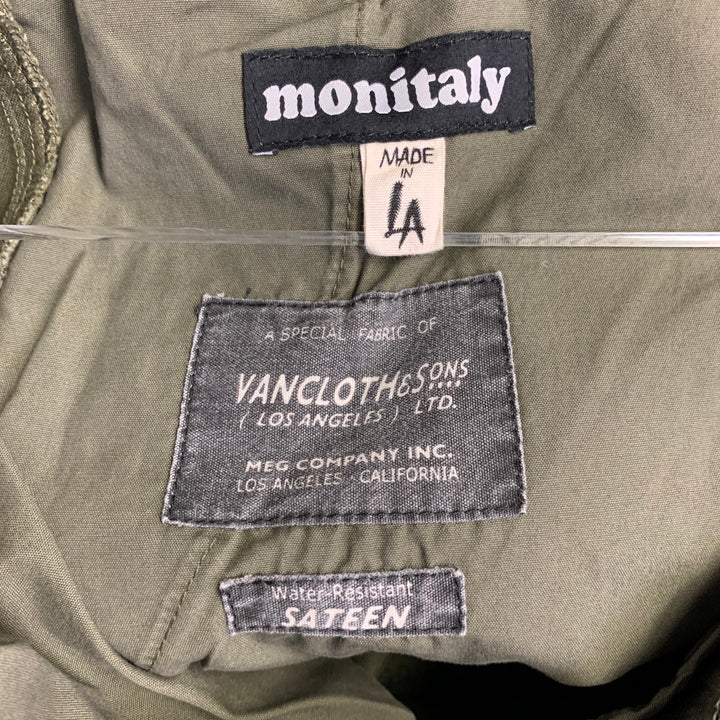 monitaly
MADE
IN
LA
A SPECIAL FABRIC OF
VANCLOTH&SONS
( LOS ANGELES ) LTD.
MEG COMPANY INC.
LOS ANGELES · CALIFORNIA
Water-Resistant
SATEEN